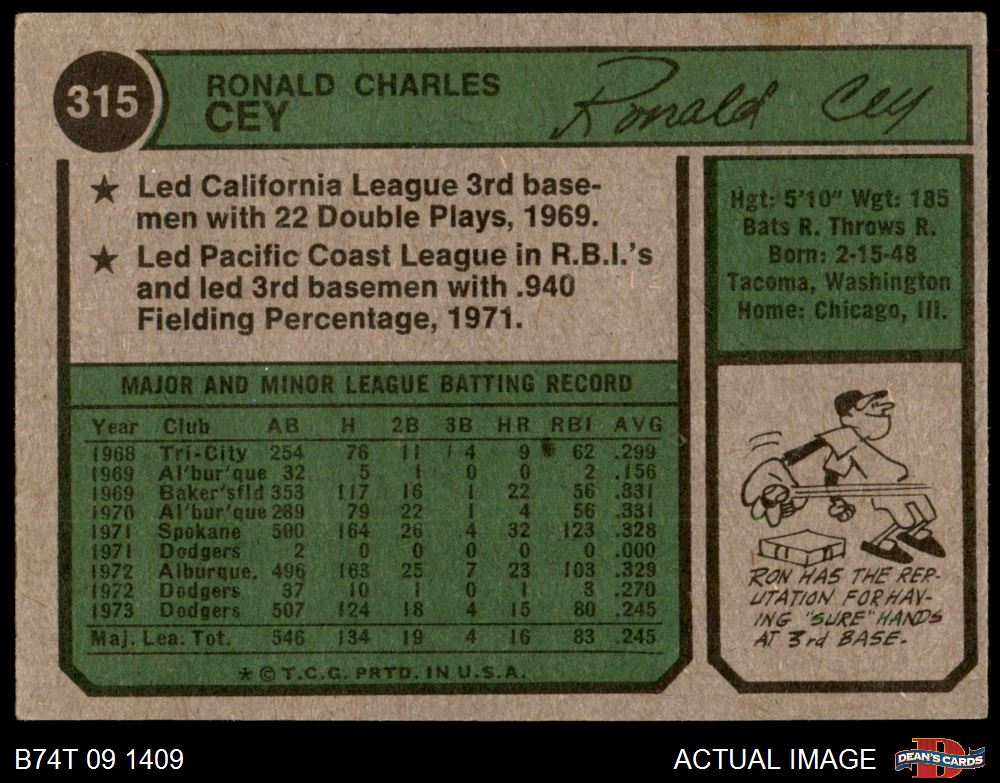 315
RONALD CHARLES
CEY
Ronald Cey
★ Led California League 3rd base-
men with 22 Double Plays, 1969.
★ Led Pacific Coast League in R.B.I.'s
and led 3rd basemen with .940
Fielding Percentage, 1971.
Hgt: 5'10" Wgt: 185
Bats R. Throws R.
Born: 2-15-48
Tacoma, Washington
Home: Chicago, Ill.
MAJOR AND MINOR LEAGUE BATTING RECORD
Year Club AB H 2B 3B HR RBI AVG
1968 Tri-City 254 76 11 4 9 62 .299
1969 Al'bur'que 32 5 1 0 0 2 .156
1969 Baker'sfld 353 117 16 1 22 56 .331
1970 Al'bur'que 239 79 22 1 4 56 .331
1971 Spokane 500 164 26 4 32 123 .328
1971 Dodgers 2 0 0 0 0 0 .000
1972 Alburque. 496 163 25 7 23 103 .329
1972 Dodgers 37 10 1 0 1 3 .270
1973 Dodgers 507 124 18 4 15 80 .245
Maj. Lea. Tot. 546 134 19 4 16 83 .245
* © T.C.G. PRTD. IN U.S.A.
RON HAS THE REP-
UTATION FOR HAV-
ING "SURE" HANDS
AT 3rd BASE.
B74T 09 1409
ACTUAL IMAGE
D
DEAN'S CARDS